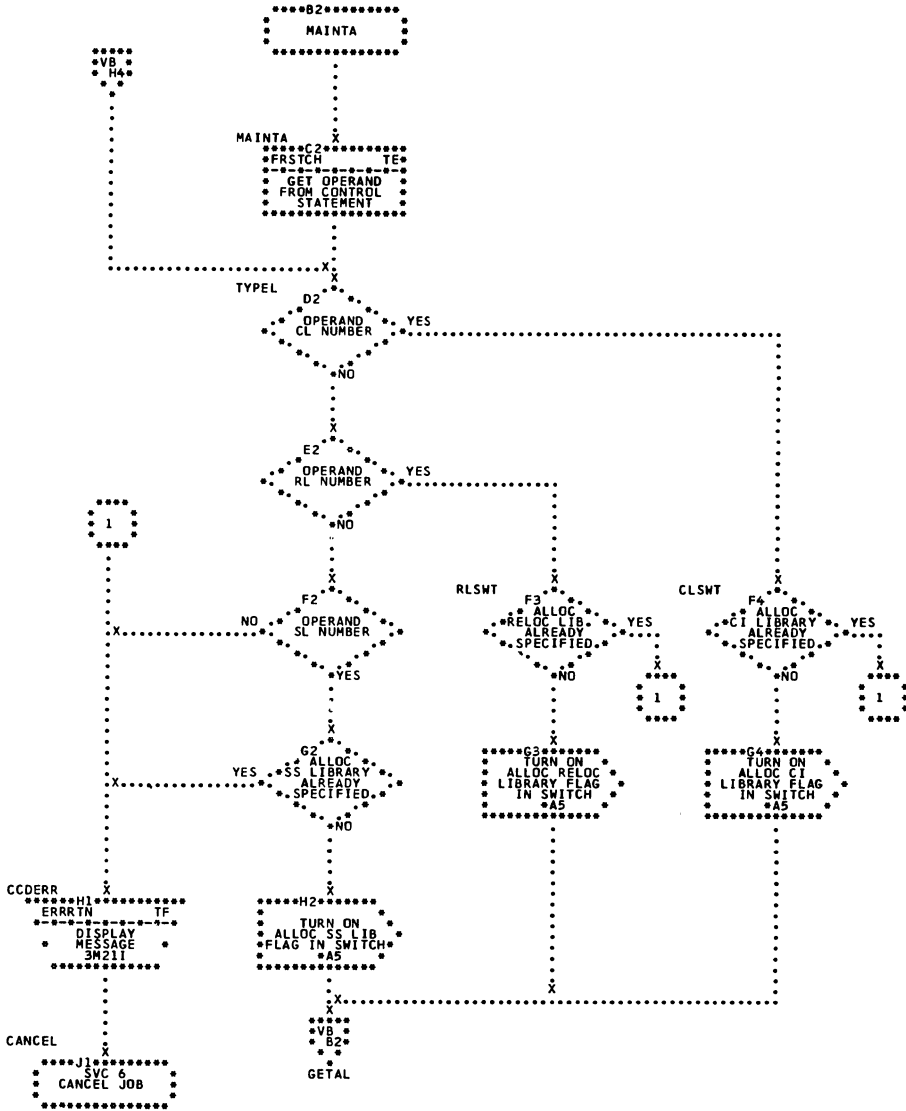 B2
MAINTA
VB
H4
MAINTA
C2
FRSTCH TE
GET OPERAND
FROM CONTROL
STATEMENT
TYPEL
D2
OPERAND
CL NUMBER
YES
NO
E2
OPERAND
RL NUMBER
YES
NO
1
F2
OPERAND
SL NUMBER
NO
YES
RLSWT
F3
ALLOC
RELOC LIB
ALREADY
SPECIFIED
YES
NO
1
CLSWT
F4
ALLOC
CI LIBRARY
ALREADY
SPECIFIED
YES
NO
1
G2
ALLOC
SS LIBRARY
ALREADY
SPECIFIED
YES
NO
G3
TURN ON
ALLOC RELOC
LIBRARY FLAG
IN SWITCH
*A5
G4
TURN ON
ALLOC CI
LIBRARY FLAG
IN SWITCH
*A5
CCDERR
H1
ERRRTN TF
DISPLAY
MESSAGE
3M21I
H2
TURN ON
ALLOC SS LIB
FLAG IN SWITCH
*A5
VB
B2
GETAL
CANCEL
J1
SVC 6
CANCEL JOB